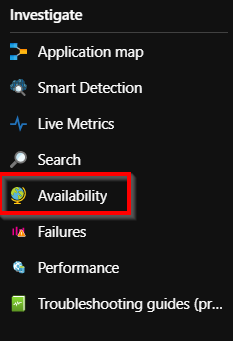 Investigate
Application map
Smart Detection
Live Metrics
Search
Availability
Failures
Performance
Troubleshooting guides (pr...